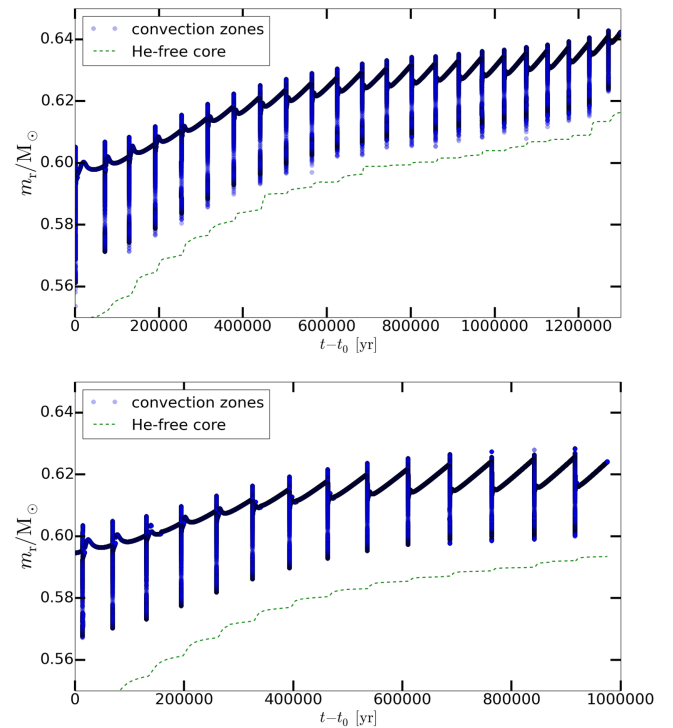 0.64
0.62
0.60
0.58
0.56
m_r/M_⊙
convection zones
He-free core
0 200000 400000 600000 800000 1000000 1200000
t−t_0 [yr]
0.64
0.62
0.60
0.58
0.56
m_r/M_⊙
convection zones
He-free core
0 200000 400000 600000 800000 1000000
t−t_0 [yr]